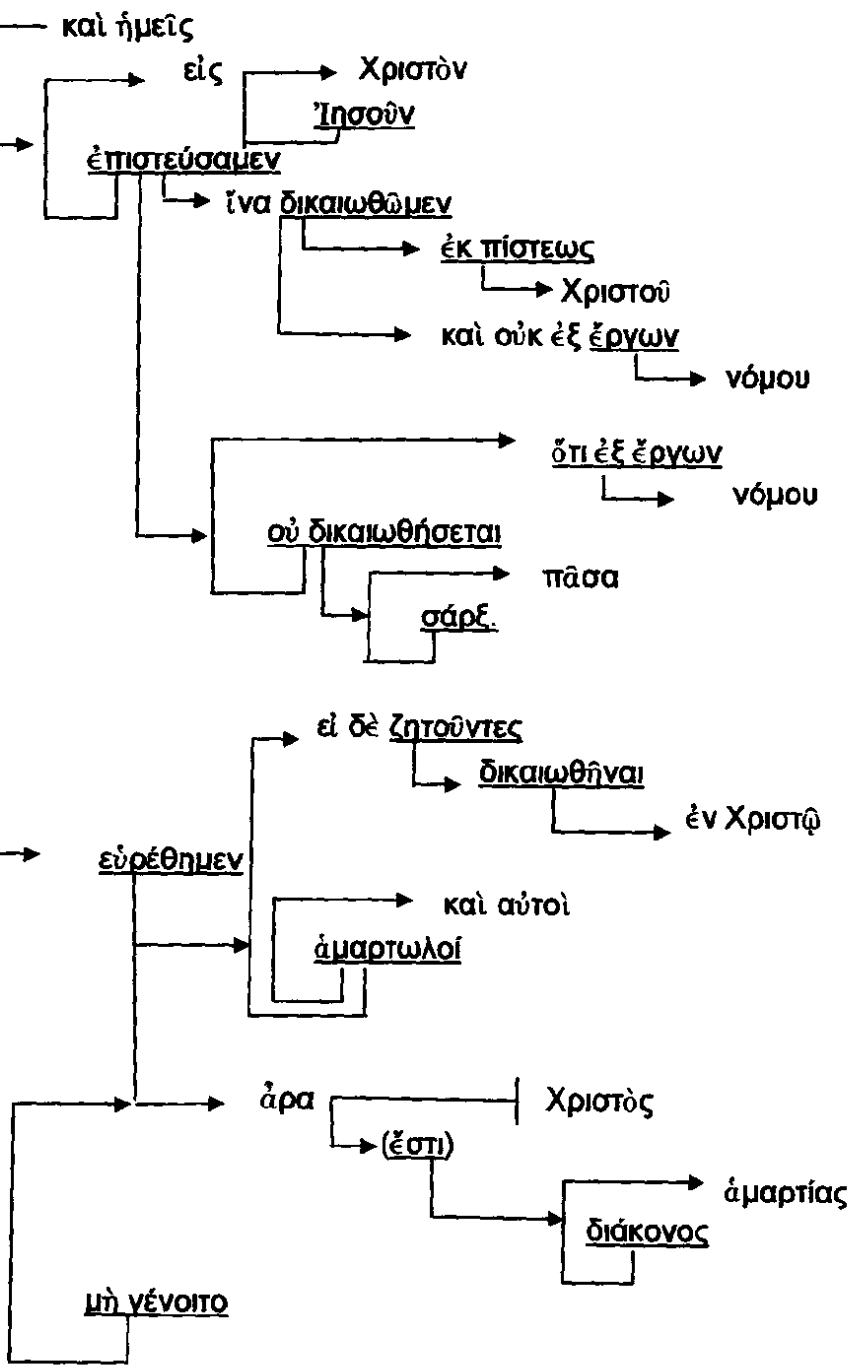 καὶ ἡμεῖς
εἰς Χριστὸν
Ἰησοῦν
ἐπιστεύσαμεν
ἵνα δικαιωθῶμεν
ἐκ πίστεως
Χριστοῦ
καὶ οὐκ ἐξ ἔργων
νόμου
ὅτι ἐξ ἔργων
νόμου
οὐ δικαιωθήσεται
πᾶσα
σάρξ.
εἰ δὲ ζητοῦντες
δικαιωθῆναι
ἐν Χριστῷ
εὑρέθημεν
καὶ αὐτοὶ
ἁμαρτωλοί
ἆρα Χριστὸς
(ἔστι)
ἁμαρτίας
διάκονος
μὴ γένοιτο